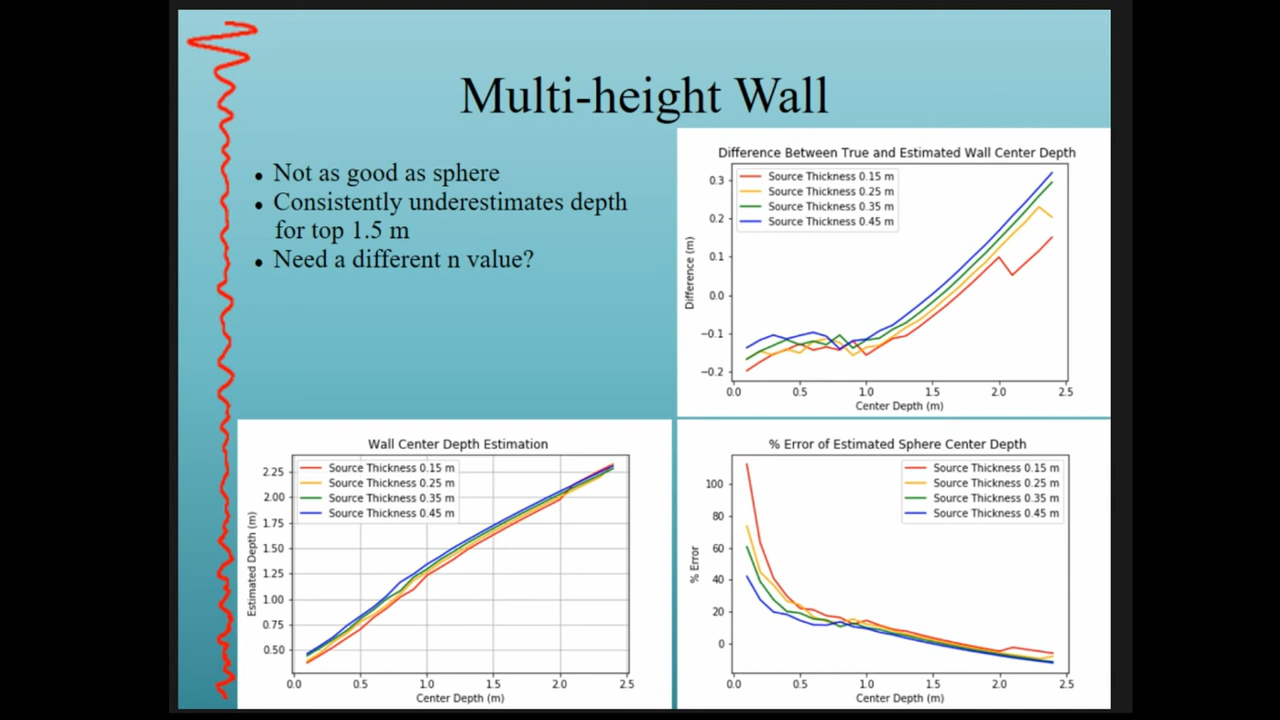 Multi-height Wall
• Not as good as sphere
• Consistently underestimates depth
for top 1.5 m
• Need a different n value?
Difference Between True and Estimated Wall Center Depth
Source Thickness 0.15 m
Source Thickness 0.25 m
Source Thickness 0.35 m
Source Thickness 0.45 m
Difference (m)
0.3
0.2
0.1
0.0
−0.1
−0.2
0.0 0.5 1.0 1.5 2.0 2.5
Center Depth (m)
Wall Center Depth Estimation
Source Thickness 0.15 m
Source Thickness 0.25 m
Source Thickness 0.35 m
Source Thickness 0.45 m
Estimated Depth (m)
2.25
2.00
1.75
1.50
1.25
1.00
0.75
0.50
0.0 0.5 1.0 1.5 2.0 2.5
Center Depth (m)
% Error of Estimated Sphere Center Depth
Source Thickness 0.15 m
Source Thickness 0.25 m
Source Thickness 0.35 m
Source Thickness 0.45 m
% Error
100
80
60
40
20
0
0.0 0.5 1.0 1.5 2.0 2.5
Center Depth (m)